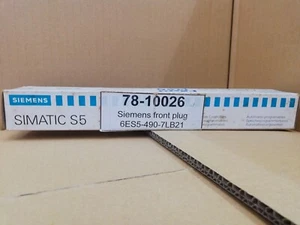 SIEMENS
SIMATIC S5
78-10026
Siemens front plug
6ES5-490-7LB21